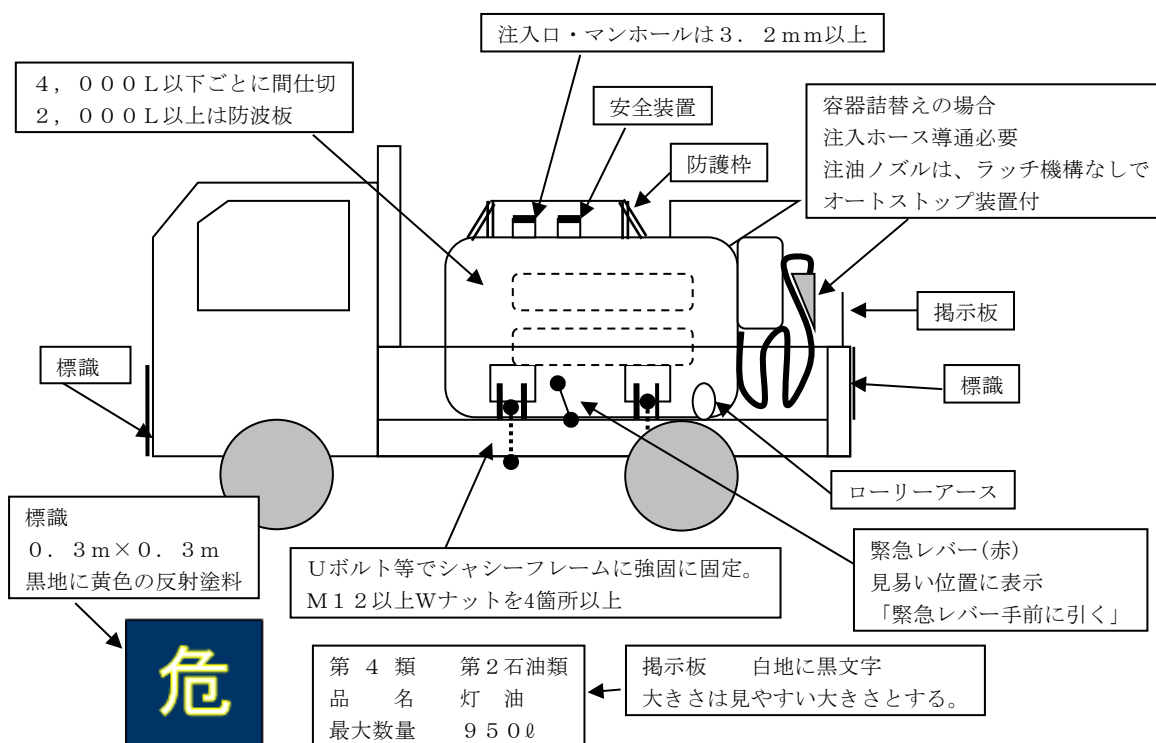 注入口・マンホールは３．２ｍｍ以上
４，０００Ｌ以下ごとに間仕切
２，０００Ｌ以上は防波板
安全装置
容器詰替えの場合
注入ホース導通必要
注油ノズルは、ラッチ機構なしで
オートストップ装置付
防護枠
掲示板
標識
標識
ローリーアース
標識
０．３ｍ×０．３ｍ
黒地に黄色の反射塗料
Ｕボルト等でシャシーフレームに強固に固定。
Ｍ１２以上Ｗナットを4箇所以上
緊急レバー(赤)
見易い位置に表示
「緊急レバー手前に引く」
危
第４類　第２石油類
品　名　灯　油
最大数量　９５０ℓ
掲示板　白地に黒文字
大きさは見やすい大きさとする。